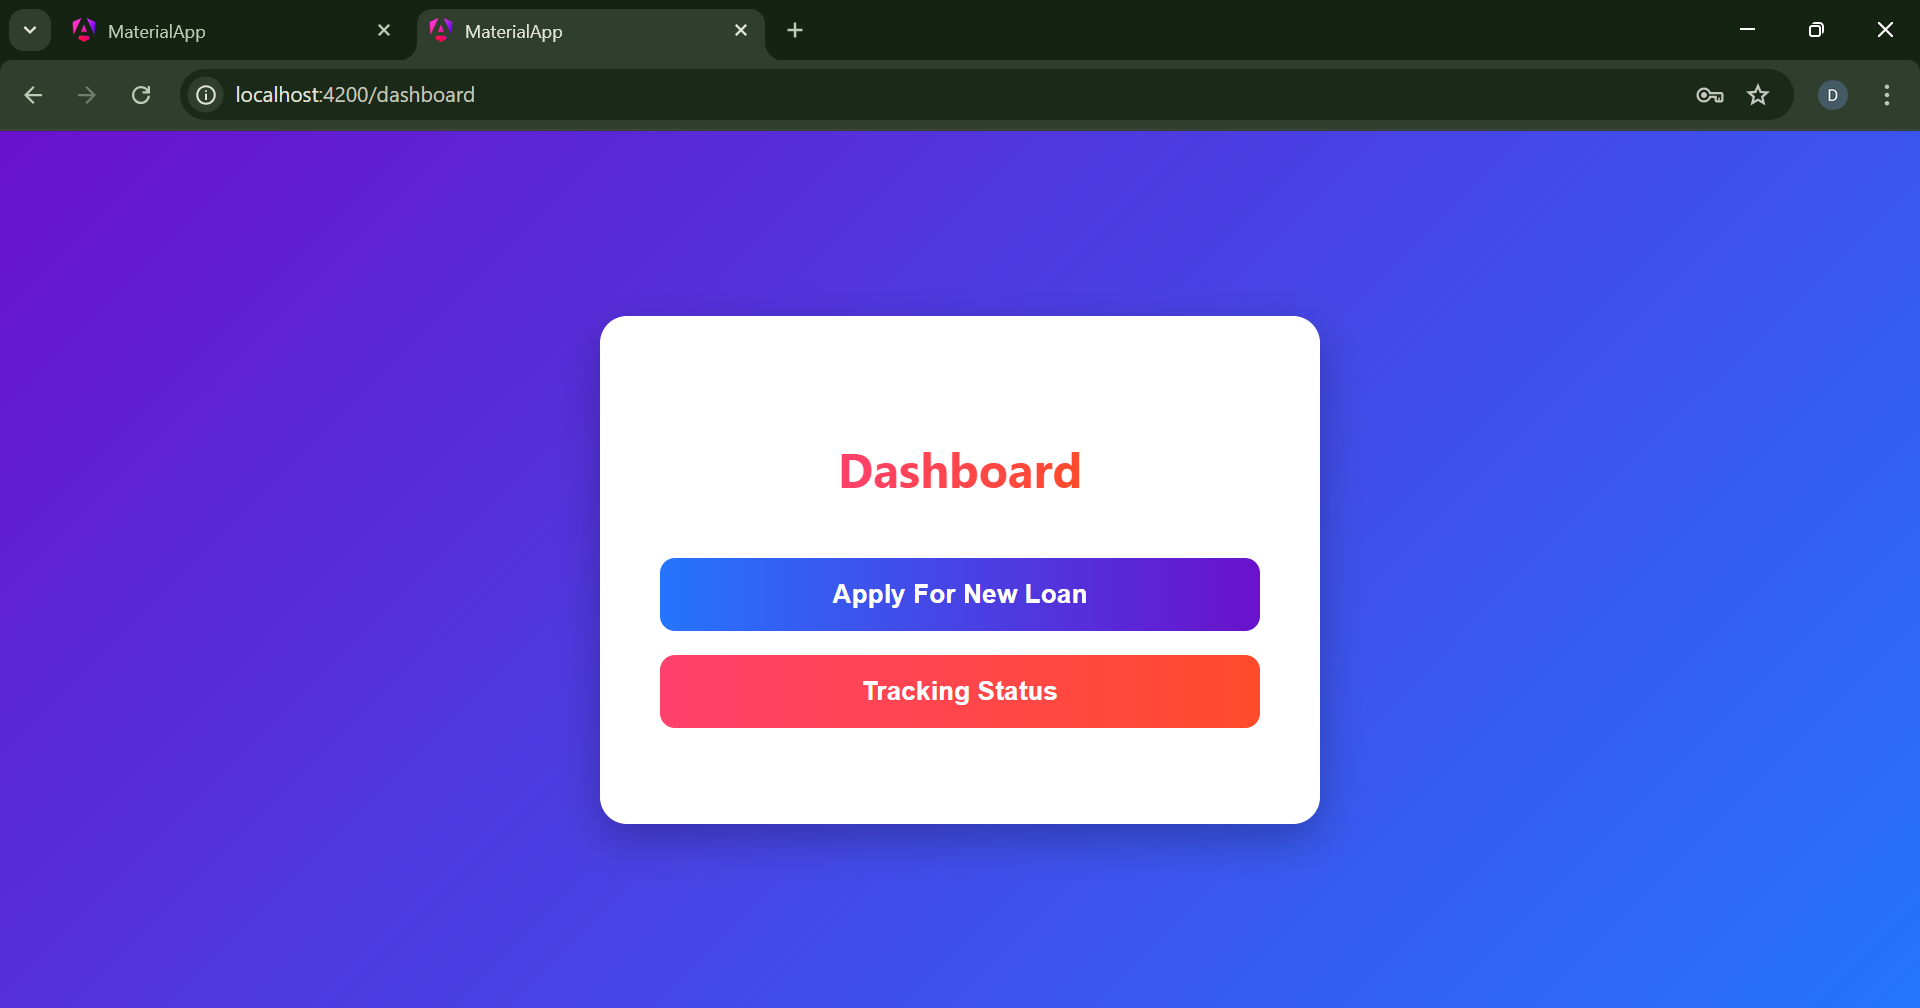 MaterialApp
MaterialApp
localhost:4200/dashboard
D
Dashboard
Apply For New Loan
Tracking Status